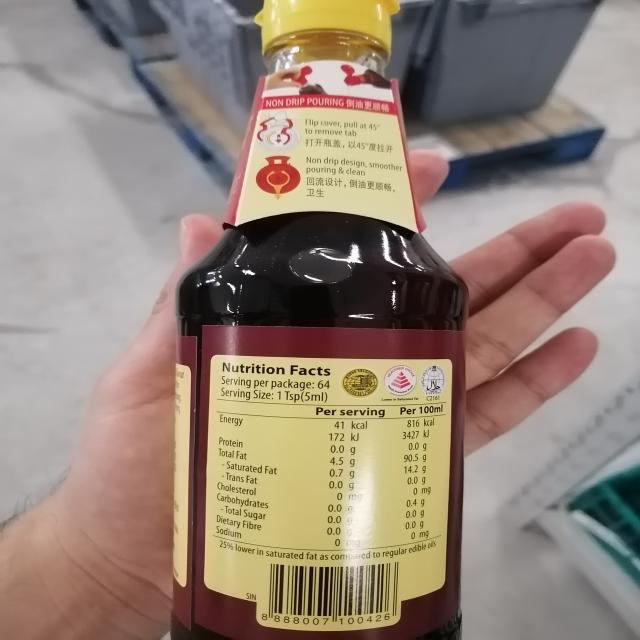 NON DRIP POURING 倒油更顺畅
Flip cover, pull at 45°
to remove tab
打开瓶盖，以45°度拉开
Non drip design, smoother
pouring & clean
回流设计，倒油更顺畅，
卫生
Nutrition Facts
Serving per package: 64
Serving Size: 1 Tsp(5ml)
Lower in Saturated Fat
C2161
Per serving Per 100ml
Energy 41 kcal 816 kcal
172 kJ 3427 kJ
Protein 0.0 g 0.0 g
Total Fat 4.5 g 90.5 g
- Saturated Fat 0.7 g 14.2 g
- Trans Fat 0.0 g 0.0 g
Cholesterol 0 mg 0 mg
Carbohydrates 0.0 g 0.4 g
- Total Sugar 0.0 g 0.0 g
Dietary Fibre 0.0 g 0.0 g
Sodium 0 mg 0 mg
25% lower in saturated fat as compared to regular edible oils
SIN
8 888007 100426